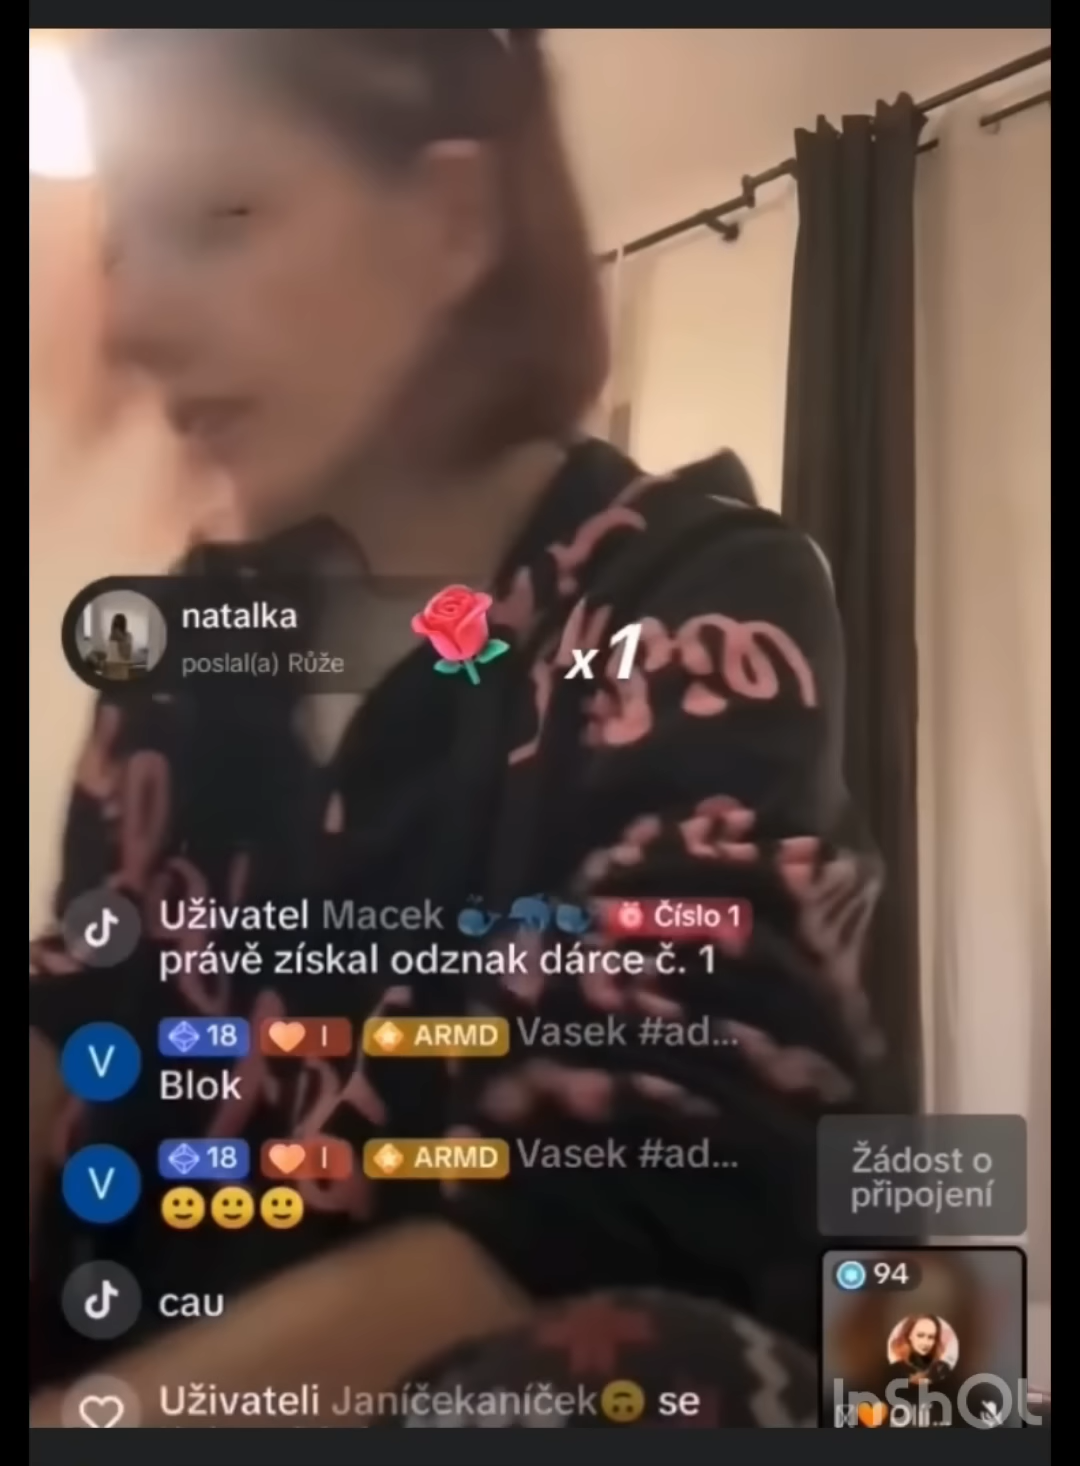 natalka
poslal(a) Růže
x1
Uživatel Macek Číslo 1
právě získal odznak dárce č. 1
18 I ARMD Vasek #ad...
Blok
V
18 I ARMD Vasek #ad...
V
cau
Žádost o
připojení
94
Uživateli Janíčekaníček🙃 se
InShOt